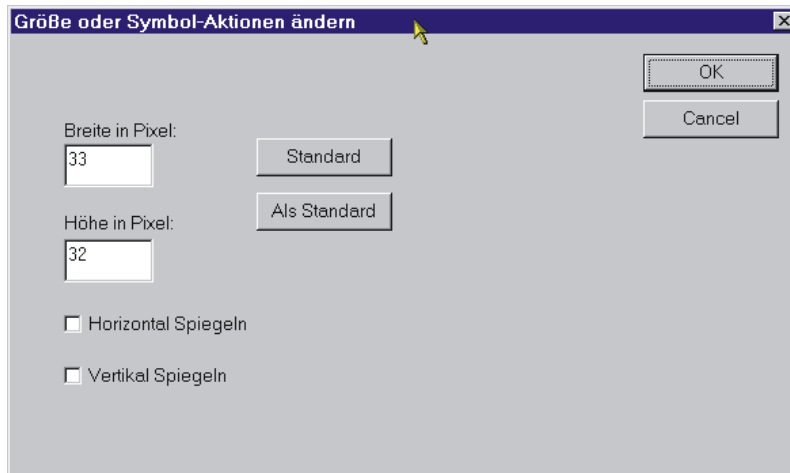 Größe oder Symbol-Aktionen ändern
OK
Cancel
Breite in Pixel:
33
Standard
Als Standard
Höhe in Pixel:
32
Horizontal Spiegeln
Vertikal Spiegeln